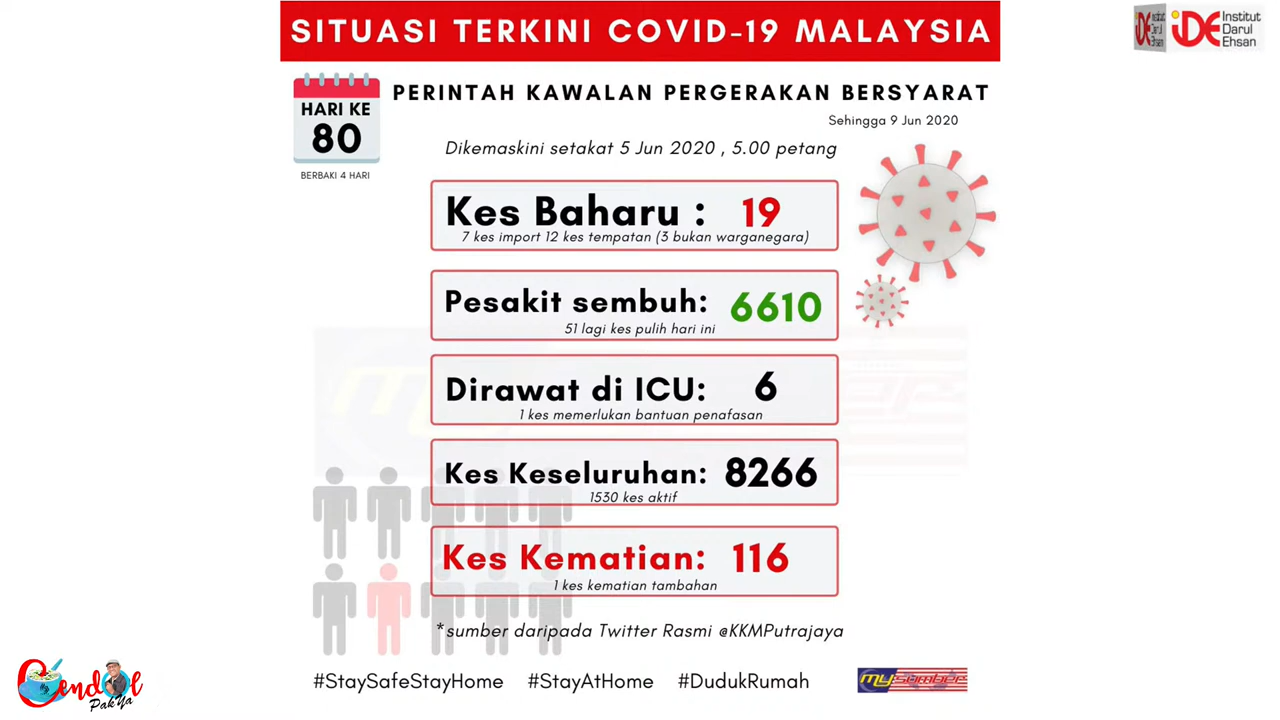 SITUASI TERKINI COVID-19 MALAYSIA
iDE
Institut
Darul
Ehsan
HARI KE
80
BERBAKI 4 HARI
PERINTAH KAWALAN PERGERAKAN BERSYARAT
Sehingga 9 Jun 2020
Dikemaskini setakat 5 Jun 2020 , 5.00 petang
Kes Baharu : 19
7 kes import 12 kes tempatan (3 bukan warganegara)
Pesakit sembuh: 6610
51 lagi kes pulih hari ini
Dirawat di ICU: 6
1 kes memerlukan bantuan penafasan
Kes Keseluruhan: 8266
1530 kes aktif
Kes Kematian: 116
1 kes kematian tambahan
*sumber daripada Twitter Rasmi @KKMPutrajaya
#StaySafeStayHome #StayAtHome #DudukRumah
mysumber
Cendol
Pak Ya